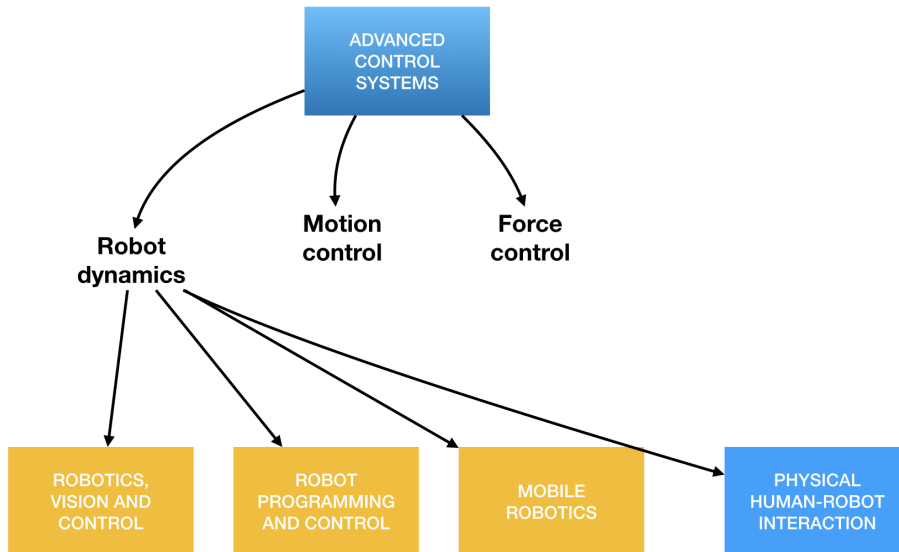 ADVANCED
CONTROL
SYSTEMS
Motion
control
Force
control
Robot
dynamics
ROBOTICS,
VISION AND
CONTROL
ROBOT
PROGRAMMING
AND CONTROL
MOBILE
ROBOTICS
PHYSICAL
HUMAN-ROBOT
INTERACTION